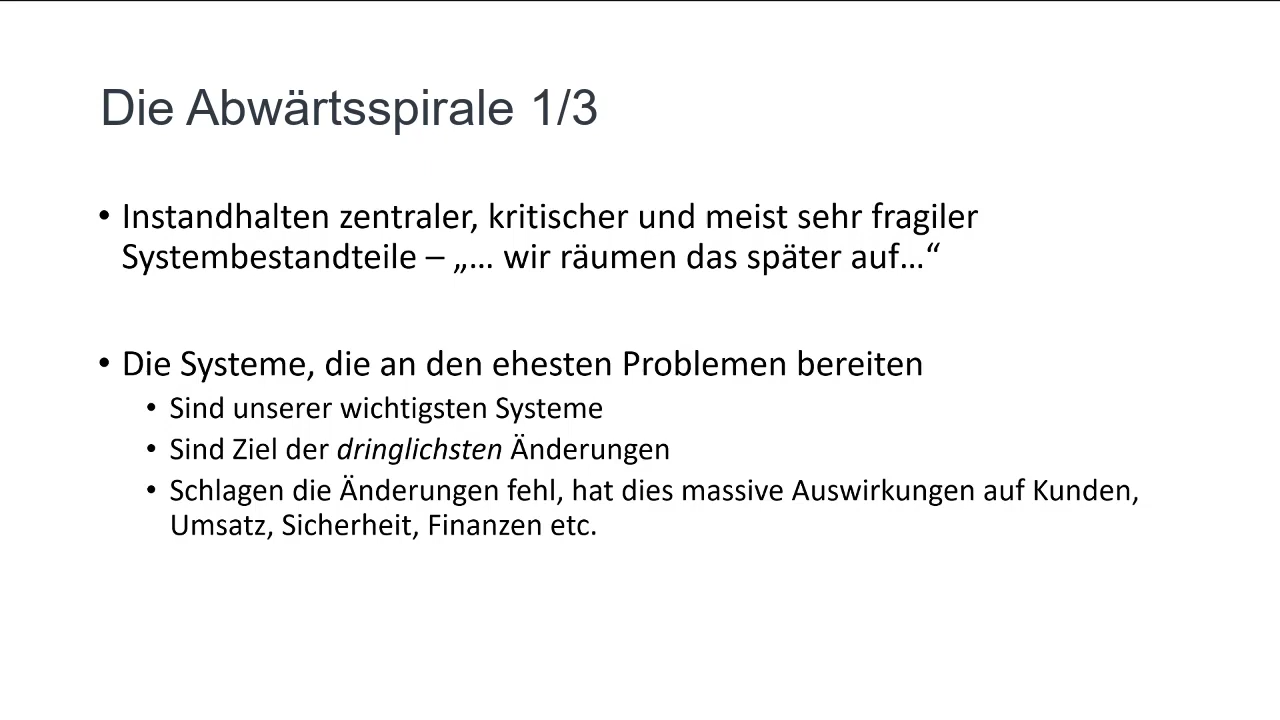 Die Abwärtsspirale 1/3
• Instandhalten zentraler, kritischer und meist sehr fragiler
Systembestandteile – „… wir räumen das später auf…“
• Die Systeme, die an den ehesten Problemen bereiten
• Sind unserer wichtigsten Systeme
• Sind Ziel der dringlichsten Änderungen
• Schlagen die Änderungen fehl, hat dies massive Auswirkungen auf Kunden,
Umsatz, Sicherheit, Finanzen etc.